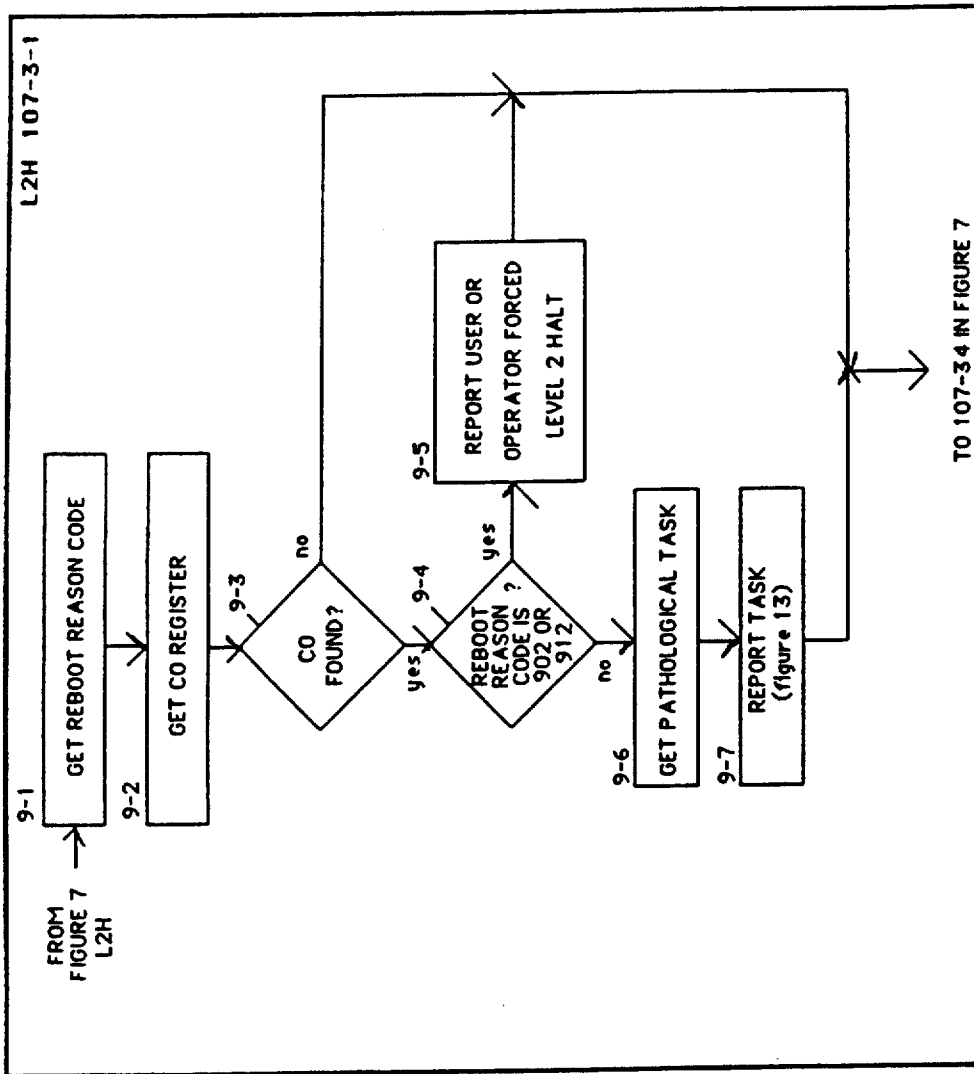 L2H 107-3-1
FROM
FIGURE 7
L2H
9-1
GET REBOOT REASON CODE
9-2
GET CO REGISTER
9-3
CO
FOUND?
no
yes
9-4
REBOOT
REASON ?
CODE IS
902 OR
912
yes
no
9-5
REPORT USER OR
OPERATOR FORCED
LEVEL 2 HALT
9-6
GET PATHOLOGICAL TASK
9-7
REPORT TASK
(figure 13)
TO 107-34 IN FIGURE 7